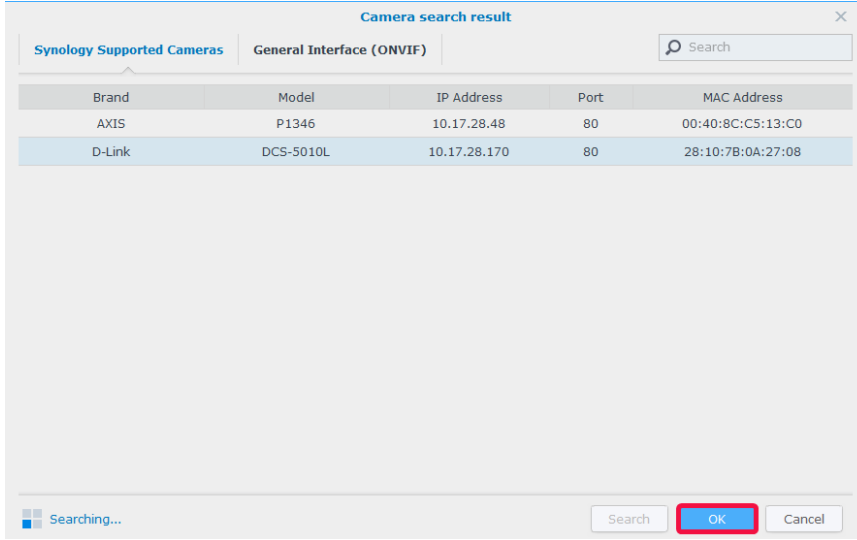 Camera search result
Synology Supported Cameras General Interface (ONVIF) Search
Brand Model IP Address Port MAC Address
AXIS P1346 10.17.28.48 80 00:40:8C:C5:13:C0
D-Link DCS-5010L 10.17.28.170 80 28:10:7B:0A:27:08
Searching... Search OK Cancel